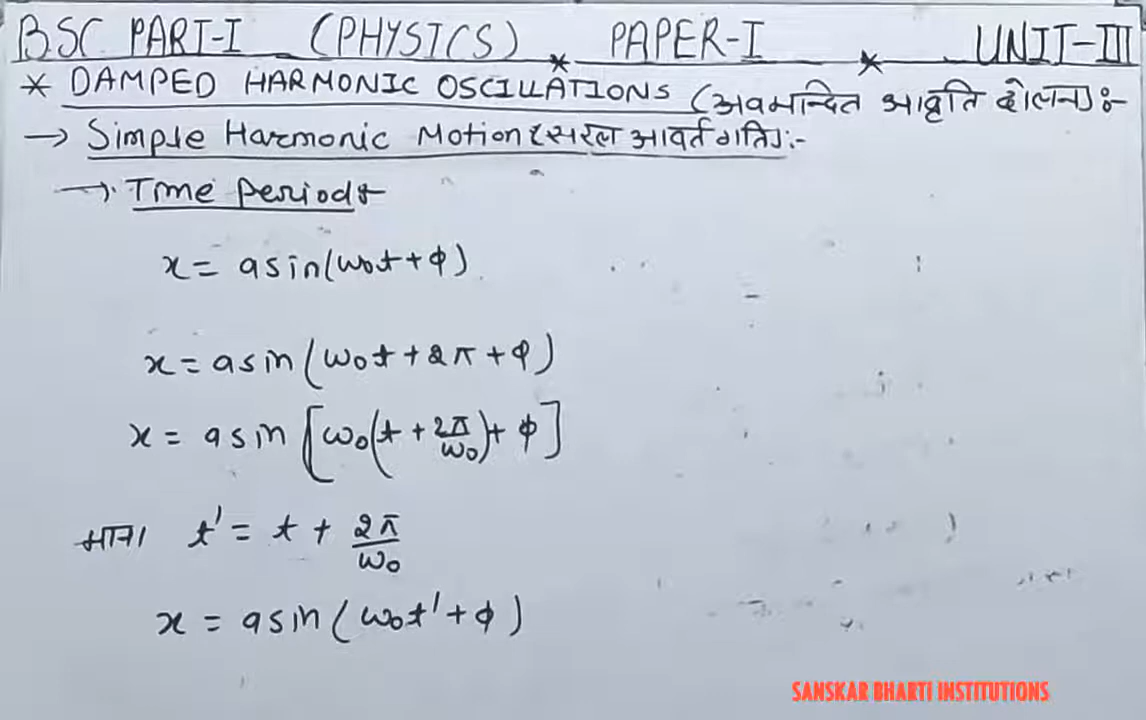 BSC PART-I (PHYSICS) * PAPER-I * UNIT-III
* DAMPED HARMONIC OSCILLATIONS (अवमन्दित आवृति दोलन):-
→ Simple Harmonic Motion (सरल आवर्त गति):-
→ Time Period:-
x = a sin(ω₀t + φ)
x = a sin (ω₀t + 2π + φ)
x = a sin [ω₀(t + 2π/ω₀) + φ]
माना t' = t + 2π/ω₀
x = a sin (ω₀t' + φ)
SANSKAR BHARTI INSTITUTIONS